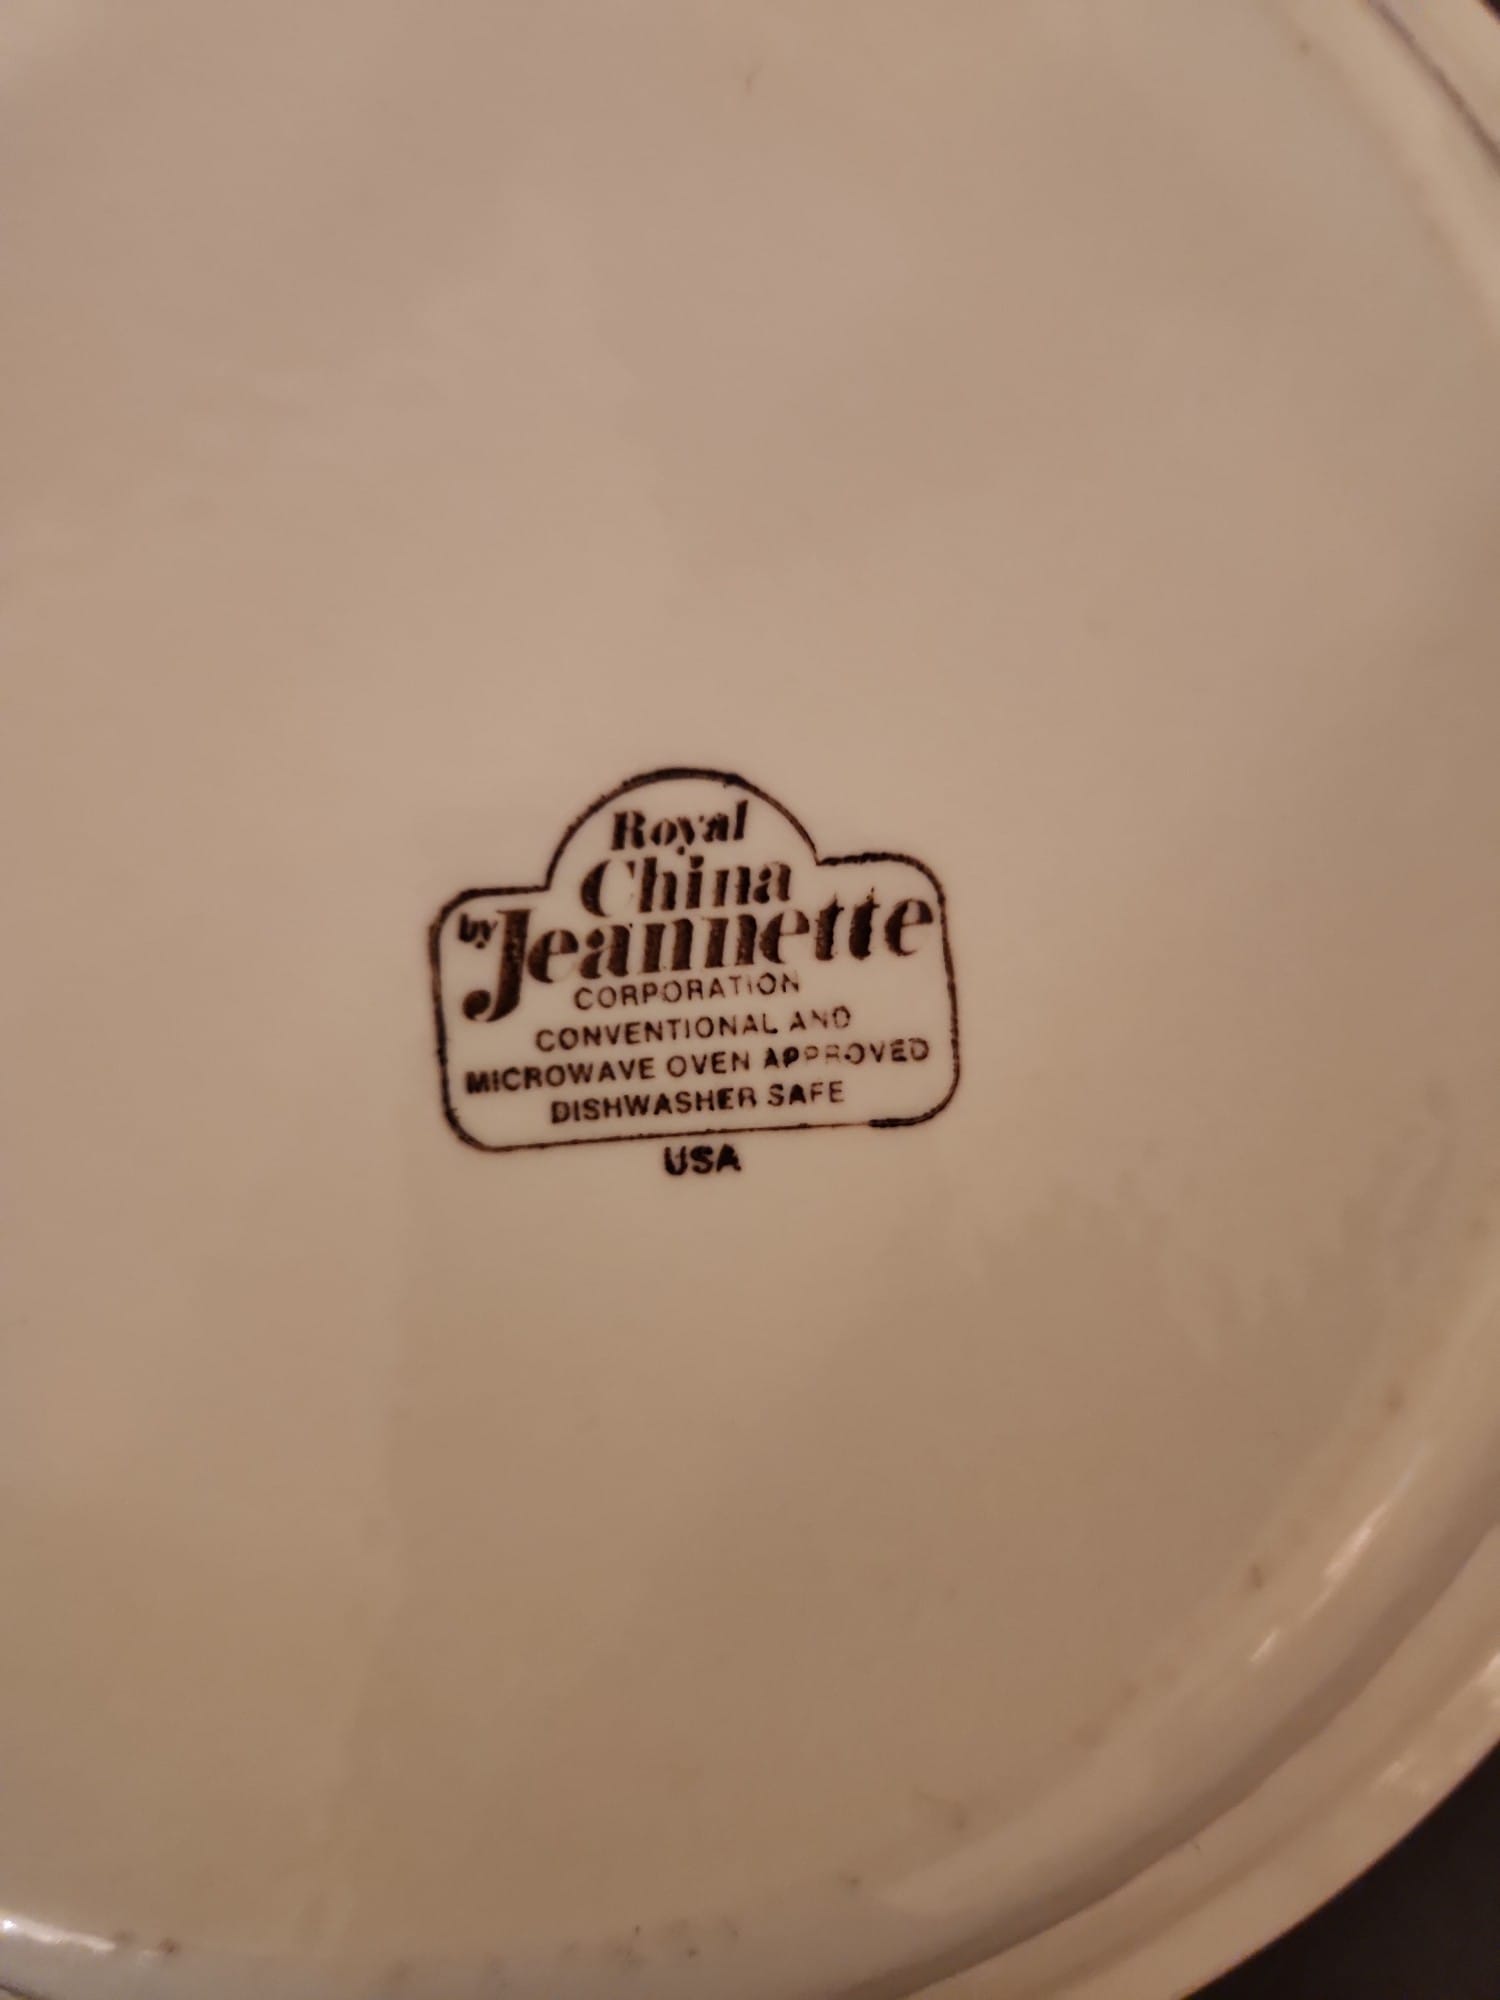 Royal
China
by Jeannette
CORPORATION
CONVENTIONAL AND
MICROWAVE OVEN APPROVED
DISHWASHER SAFE
USA